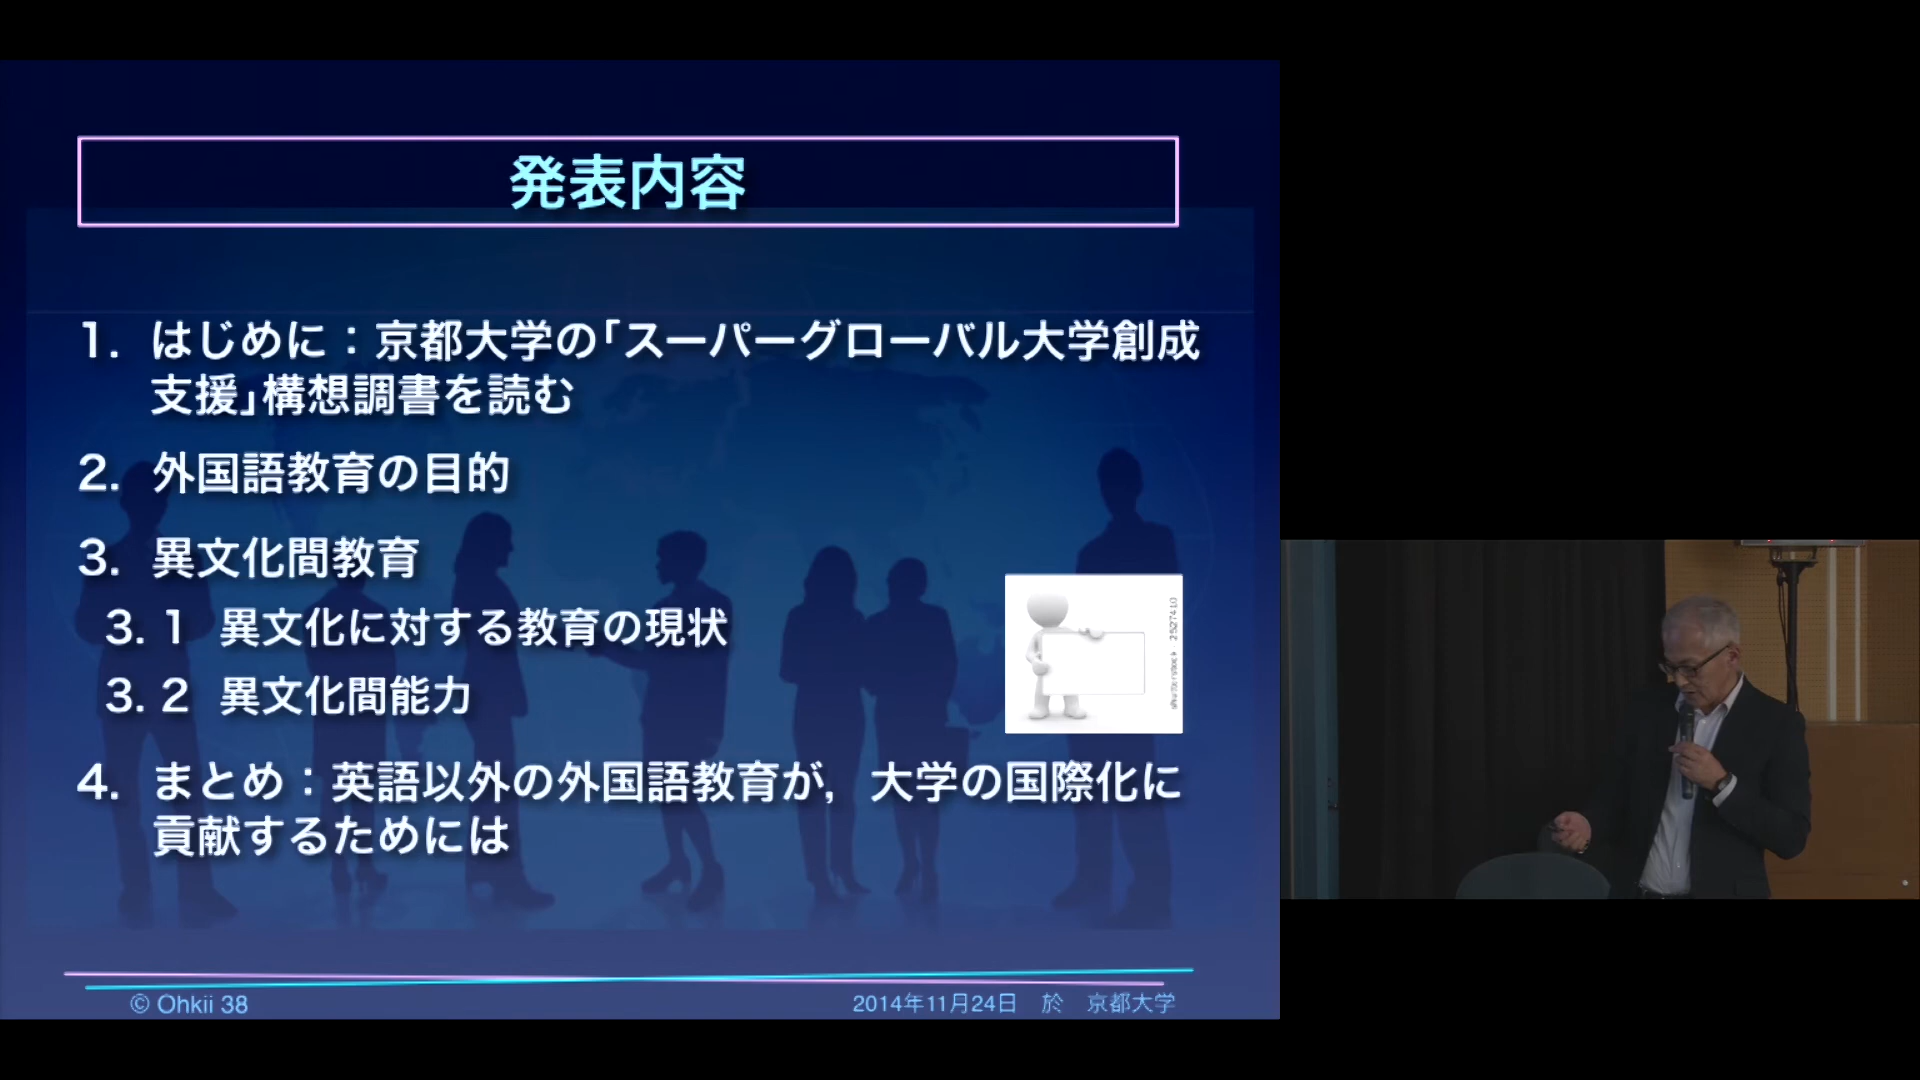 発表内容
1. はじめに：京都大学の「スーパーグローバル大学創成
支援」構想調書を読む
2. 外国語教育の目的
3. 異文化間教育
3．1 異文化に対する教育の現状
3．2 異文化間能力
4. まとめ：英語以外の外国語教育が，大学の国際化に
貢献するためには
© Ohkii 38
2014年11月24日 於 京都大学